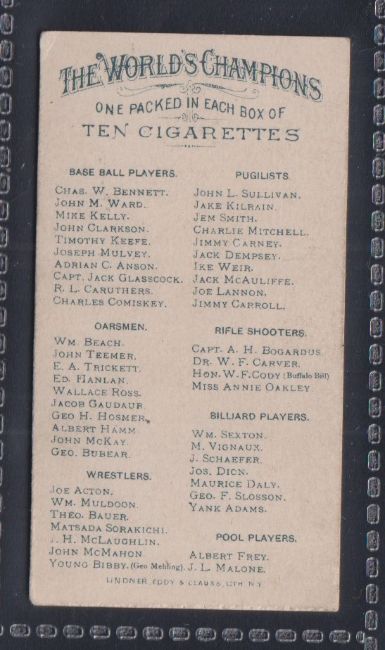 THE WORLD'S CHAMPIONS
ONE PACKED IN EACH BOX OF
TEN CIGARETTES
BASE BALL PLAYERS.
CHAS. W. BENNETT.
JOHN M. WARD.
MIKE KELLY.
JOHN CLARKSON.
TIMOTHY KEEFE.
JOSEPH MULVEY.
ADRIAN C. ANSON.
CAPT. JACK GLASSCOCK.
R. L. CARUTHERS.
CHARLES COMISKEY.
OARSMEN.
WM. BEACH.
JOHN TEEMER.
E. A. TRICKETT.
ED. HANLAN.
WALLACE ROSS.
JACOB GAUDAUR.
GEO H. HOSMER.
ALBERT HAMM.
JOHN MCKAY.
GEO. BUBEAR.
WRESTLERS.
JOE ACTON.
WM. MULDOON.
THEO. BAUER.
MATSADA SORAKICHI.
J. H. MCLAUGHLIN.
JOHN MCMAHON.
YOUNG BIBBY. (Geo Mehling).
PUGILISTS.
JOHN L. SULLIVAN.
JAKE KILRAIN.
JEM SMITH.
CHARLIE MITCHELL.
JIMMY CARNEY.
JACK DEMPSEY.
IKE WEIR.
JACK MCAULIFFE.
JOE LANNON.
JIMMY CARROLL.
RIFLE SHOOTERS.
CAPT. A. H. BOGARDUS.
DR. W. F. CARVER.
HON. W. F. CODY (Buffalo Bill)
MISS ANNIE OAKLEY.
BILLIARD PLAYERS.
WM. SEXTON.
M. VIGNAUX.
J. SCHAEFER.
JOS. DION.
MAURICE DALY.
GEO. F. SLOSSON.
YANK ADAMS.
POOL PLAYERS.
ALBERT FREY.
J. L. MALONE.
LINDNER, EDDY & CLAUSS, LITH. N.Y.